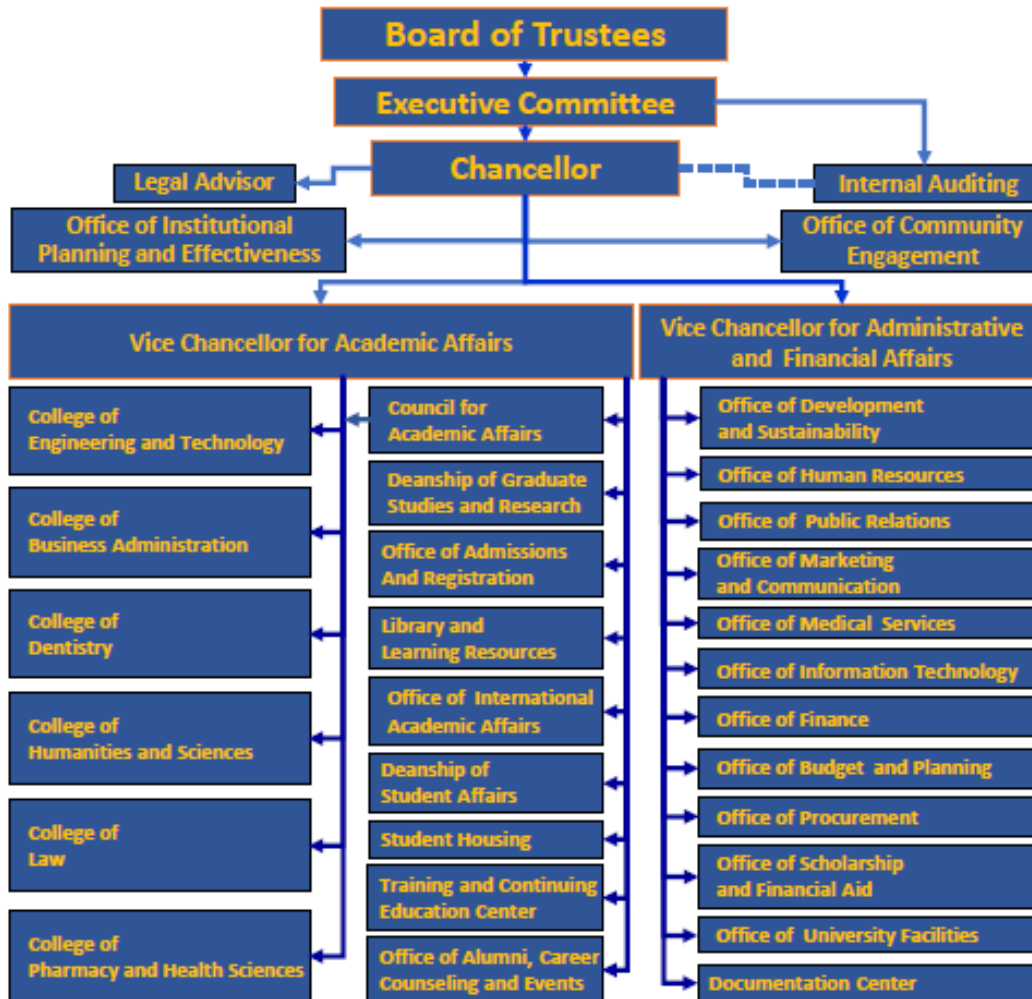 Board of Trustees
Executive Committee
Chancellor
Legal Advisor
Internal Auditing
Office of Institutional
Planning and Effectiveness
Office of Community
Engagement
Vice Chancellor for Academic Affairs
Vice Chancellor for Administrative
and Financial Affairs
College of
Engineering and Technology
College of
Business Administration
College of
Dentistry
College of
Humanities and Sciences
College of
Law
College of
Pharmacy and Health Sciences
Council for
Academic Affairs
Deanship of Graduate
Studies and Research
Office of Admissions
And Registration
Library and
Learning Resources
Office of International
Academic Affairs
Deanship of
Student Affairs
Student Housing
Training and Continuing
Education Center
Office of Alumni, Career
Counseling and Events
Office of Development
and Sustainability
Office of Human Resources
Office of Public Relations
Office of Marketing
and Communication
Office of Medical Services
Office of Information Technology
Office of Finance
Office of Budget and Planning
Office of Procurement
Office of Scholarship
and Financial Aid
Office of University Facilities
Documentation Center